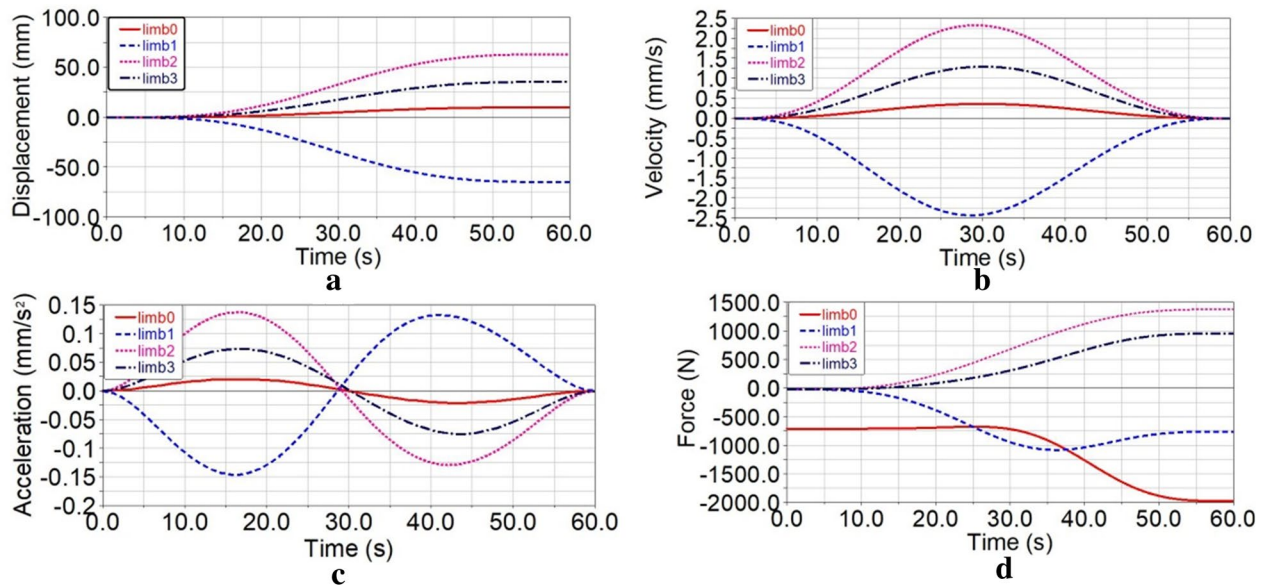 100.0
50.0
0.0
-50.0
-100.0
Displacement (mm)
limb0
limb1
limb2
limb3
0.0 10.0 20.0 30.0 40.0 50.0 60.0
Time (s)
a
2.5
2.0
1.5
1.0
0.5
0.0
-0.5
-1.0
-1.5
-2.0
-2.5
Velocity (mm/s)
limb0
limb1
limb2
limb3
0.0 10.0 20.0 30.0 40.0 50.0 60.0
Time (s)
b
0.15
0.1
0.05
0.0
-0.05
-0.1
-0.15
-0.2
Acceleration (mm/s²)
limb0
limb1
limb2
limb3
0.0 10.0 20.0 30.0 40.0 50.0 60.0
Time (s)
c
1500.0
1000.0
500.0
0.0
-500.0
-1000.0
-1500.0
-2000.0
Force (N)
limb0
limb1
limb2
limb3
0.0 10.0 20.0 30.0 40.0 50.0 60.0
Time (s)
d